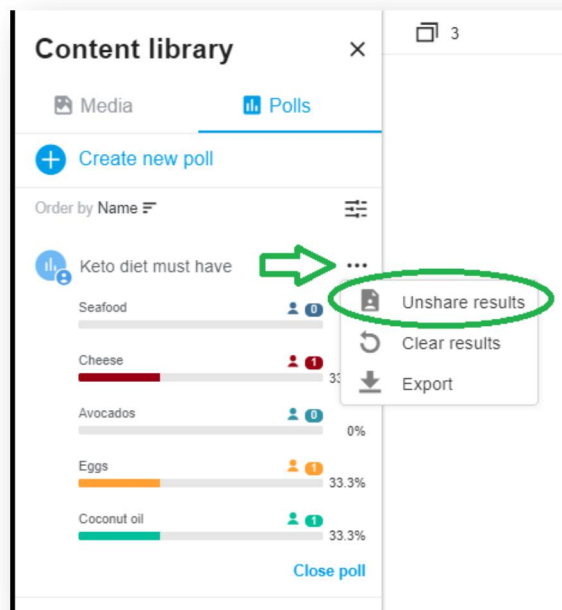 Content library
3
Media
Polls
Create new poll
Order by Name
Keto diet must have
Unshare results
Clear results
Export
Seafood 0
Cheese 1
33
Avocados 0
0%
Eggs 1
33.3%
Coconut oil 1
33.3%
Close poll